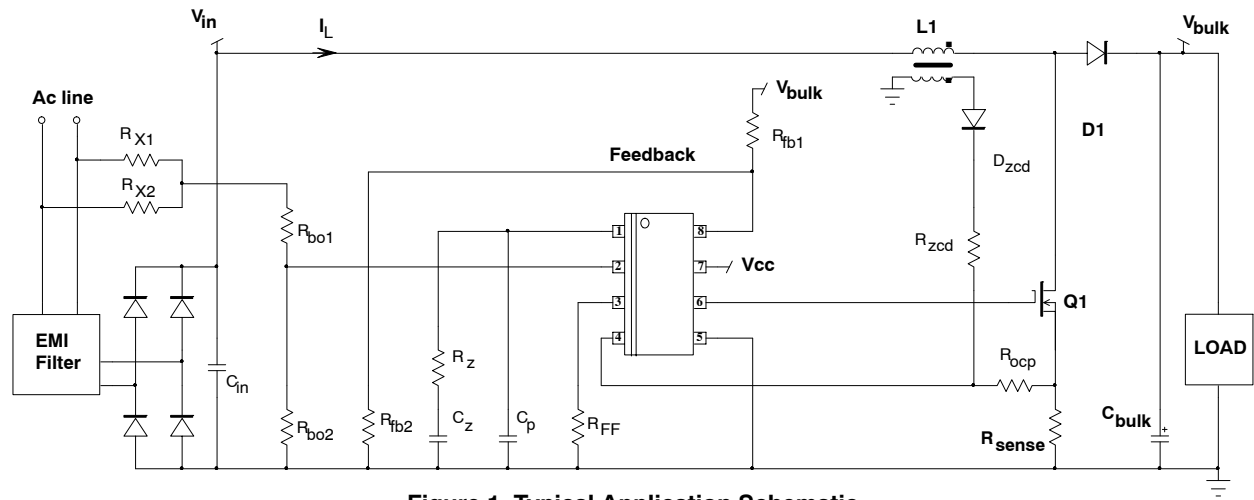 Vin
IL
L1
Vbulk
Ac line
Vbulk
RX1
Rfb1
D1
Feedback
Dzcd
RX2
Rbo1
1
8
Rzcd
2
7
Vcc
3
6
Q1
EMI
Filter
4
5
LOAD
Rz
Rocp
Cin
Cz
Cp
Rbo2
Rfb2
RFF
Rsense
Cbulk
+
Figure 1. Typical Application Schematic